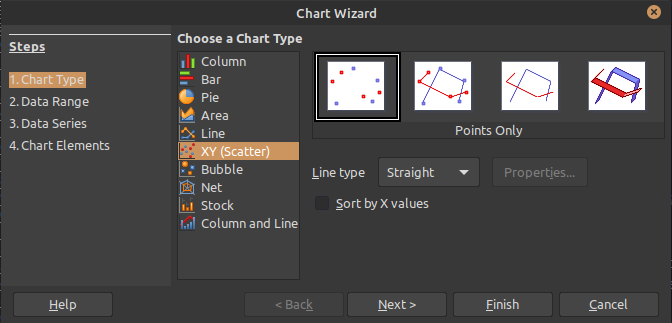 Chart Wizard
Steps
1. Chart Type
2. Data Range
3. Data Series
4. Chart Elements
Choose a Chart Type
Column
Bar
Pie
Area
Line
XY (Scatter)
Bubble
Net
Stock
Column and Line
Points Only
Line type
Straight
Properties...
Sort by X values
Help
< Back
Next >
Finish
Cancel